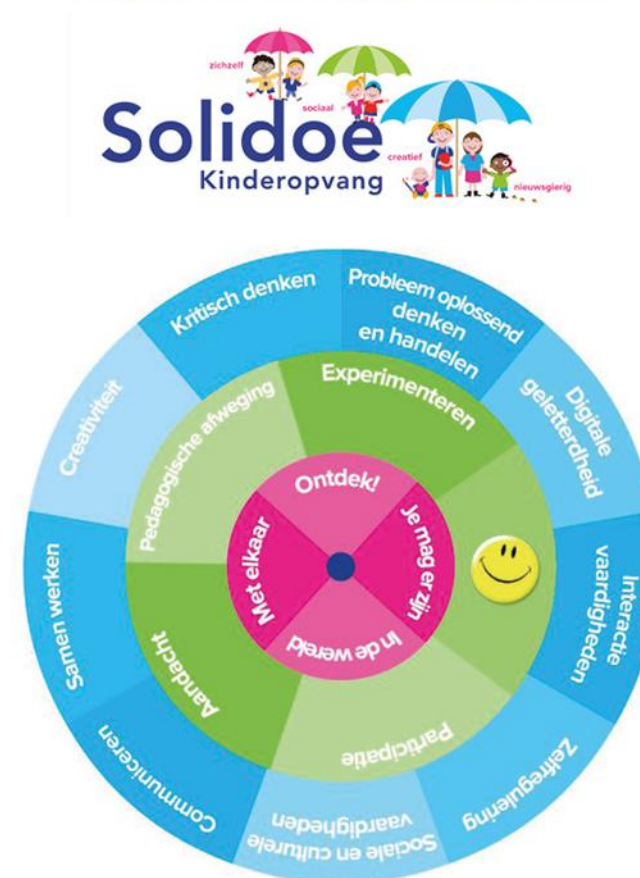 zichzelf
sociaal
Solidoe
creatief
Kinderopvang
nieuwsgierig
Kritisch denken
Probleem oplossend
denken
en handelen
Digitale
geletterdheid
Interactie
vaardigheden
Zelfregulering
Sociale en culturele
vaardigheden
Communiceren
Samen werken
Creativiteit
Pedagogische afweging
Experimenteren
Participatie
Aandacht
Ontdek!
Je mag er zijn
In de wereld
Met elkaar